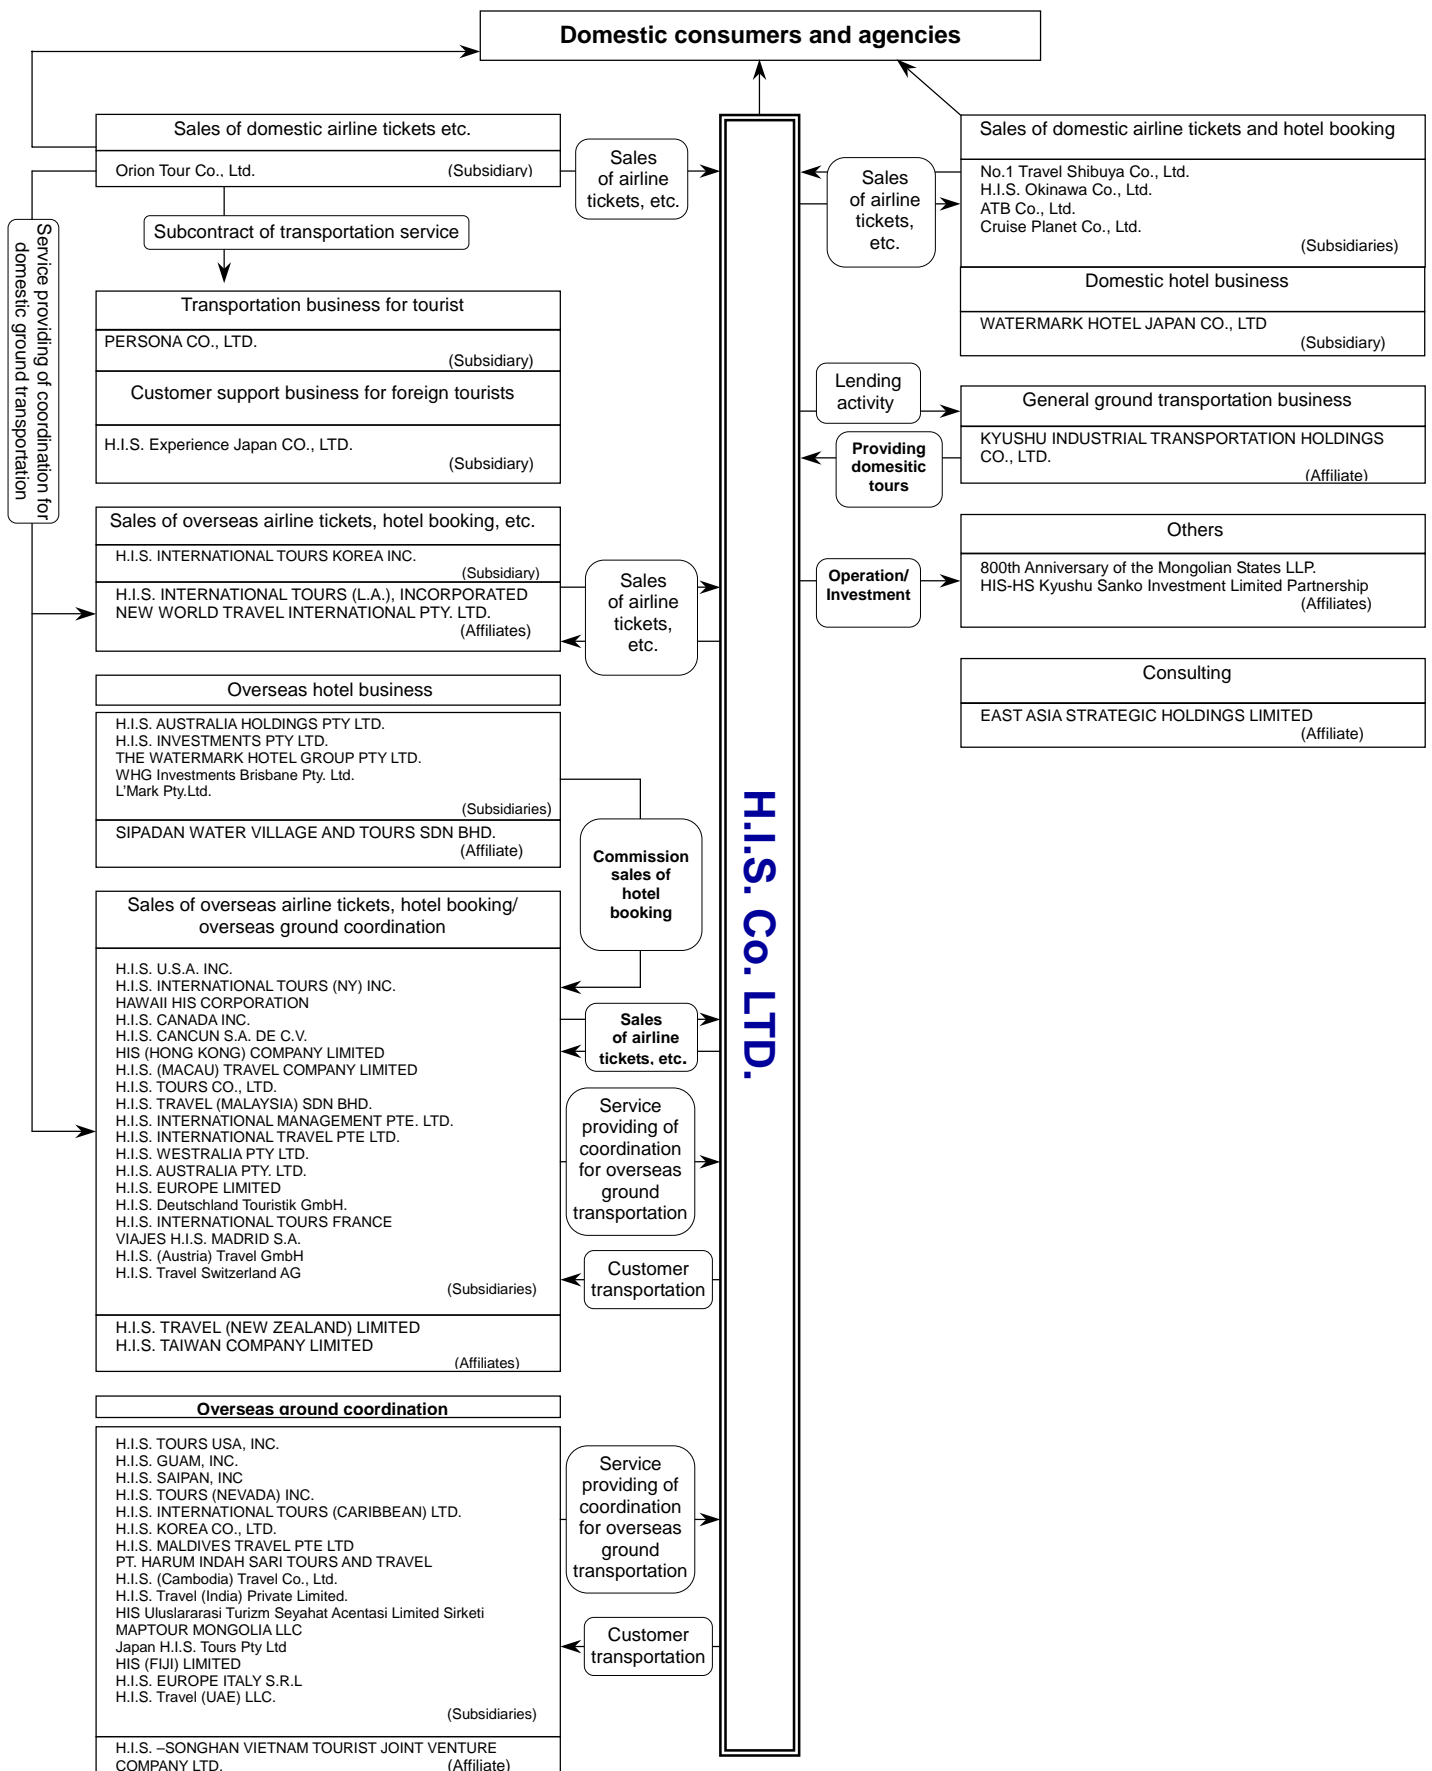 Domestic consumers and agencies
Sales of domestic airline tickets etc.
Orion Tour Co., Ltd.
(Subsidiary)
Sales
of airline
tickets, etc.
Subcontract of transportation service
Service providing of coordination for
domestic ground transportation
Transportation business for tourist
PERSONA CO., LTD.
(Subsidiary)
Customer support business for foreign tourists
H.I.S. Experience Japan CO., LTD.
(Subsidiary)
Sales of overseas airline tickets, hotel booking, etc.
H.I.S. INTERNATIONAL TOURS KOREA INC.
(Subsidiary)
H.I.S. INTERNATIONAL TOURS (L.A.), INCORPORATED
NEW WORLD TRAVEL INTERNATIONAL PTY. LTD.
(Affiliates)
Sales
of airline
tickets,
etc.
Overseas hotel business
H.I.S. AUSTRALIA HOLDINGS PTY LTD.
H.I.S. INVESTMENTS PTY LTD.
THE WATERMARK HOTEL GROUP PTY LTD.
WHG Investments Brisbane Pty. Ltd.
L'Mark Pty.Ltd.
(Subsidiaries)
SIPADAN WATER VILLAGE AND TOURS SDN BHD.
(Affiliate)
Commission
sales of
hotel
booking
Sales of overseas airline tickets, hotel booking/
overseas ground coordination
H.I.S. U.S.A. INC.
H.I.S. INTERNATIONAL TOURS (NY) INC.
HAWAII HIS CORPORATION
H.I.S. CANADA INC.
H.I.S. CANCUN S.A. DE C.V.
HIS (HONG KONG) COMPANY LIMITED
H.I.S. (MACAU) TRAVEL COMPANY LIMITED
H.I.S. TOURS CO., LTD.
H.I.S. TRAVEL (MALAYSIA) SDN BHD.
H.I.S. INTERNATIONAL MANAGEMENT PTE. LTD.
H.I.S. INTERNATIONAL TRAVEL PTE LTD.
H.I.S. WESTRALIA PTY LTD.
H.I.S. AUSTRALIA PTY. LTD.
H.I.S. EUROPE LIMITED
H.I.S. Deutschland Touristik GmbH.
H.I.S. INTERNATIONAL TOURS FRANCE
VIAJES H.I.S. MADRID S.A.
H.I.S. (Austria) Travel GmbH
H.I.S. Travel Switzerland AG
(Subsidiaries)
H.I.S. TRAVEL (NEW ZEALAND) LIMITED
H.I.S. TAIWAN COMPANY LIMITED
(Affiliates)
Sales
of airline
tickets, etc.
Service
providing of
coordination
for overseas
ground
transportation
Customer
transportation
Overseas ground coordination
H.I.S. TOURS USA, INC.
H.I.S. GUAM, INC.
H.I.S. SAIPAN, INC
H.I.S. TOURS (NEVADA) INC.
H.I.S. INTERNATIONAL TOURS (CARIBBEAN) LTD.
H.I.S. KOREA CO., LTD.
H.I.S. MALDIVES TRAVEL PTE LTD
PT. HARUM INDAH SARI TOURS AND TRAVEL
H.I.S. (Cambodia) Travel Co., Ltd.
H.I.S. Travel (India) Private Limited.
HIS Uluslararasi Turizm Seyahat Acentasi Limited Sirketi
MAPTOUR MONGOLIA LLC
Japan H.I.S. Tours Pty Ltd
HIS (FIJI) LIMITED
H.I.S. EUROPE ITALY S.R.L
H.I.S. Travel (UAE) LLC.
(Subsidiaries)
H.I.S. –SONGHAN VIETNAM TOURIST JOINT VENTURE
COMPANY LTD.
(Affiliate)
Service
providing of
coordination
for overseas
ground
transportation
Customer
transportation
H.I.S. Co. LTD.
Sales
of airline
tickets,
etc.
Sales of domestic airline tickets and hotel booking
No.1 Travel Shibuya Co., Ltd.
H.I.S. Okinawa Co., Ltd.
ATB Co., Ltd.
Cruise Planet Co., Ltd.
(Subsidiaries)
Domestic hotel business
WATERMARK HOTEL JAPAN CO., LTD
(Subsidiary)
Lending
activity
Providing
domesitic
tours
General ground transportation business
KYUSHU INDUSTRIAL TRANSPORTATION HOLDINGS
CO., LTD.
(Affiliate)
Operation/
Investment
Others
800th Anniversary of the Mongolian States LLP.
HIS-HS Kyushu Sanko Investment Limited Partnership
(Affiliates)
Consulting
EAST ASIA STRATEGIC HOLDINGS LIMITED
(Affiliate)